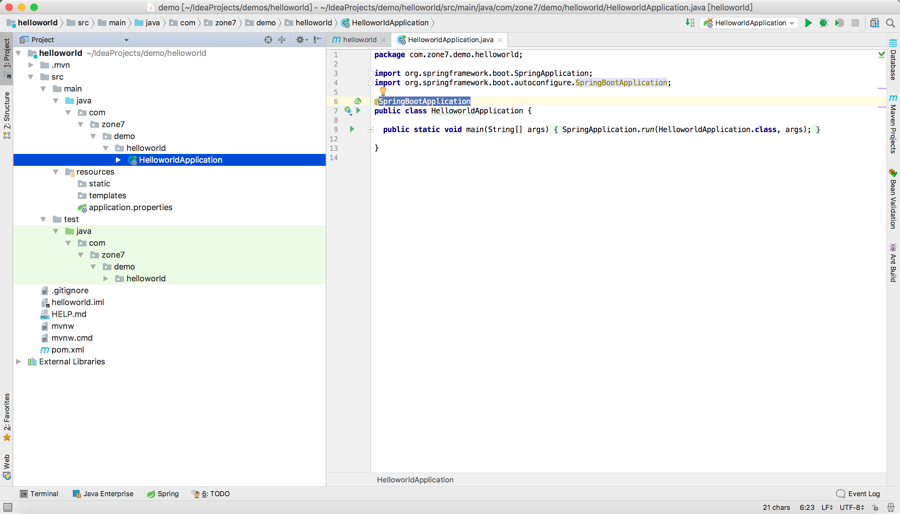 demo [~/IdeaProjects/demos/helloworld] - ~/IdeaProjects/demo/helloworld/src/main/java/com/zone7/demo/helloworld/HelloworldApplication.java [helloworld]
helloworld src main java com zone7 demo helloworld HelloworldApplication
HelloworldApplication
1: Project
Z: Structure
2: Favorites
Web
Project
helloworld ~/IdeaProjects/demo/helloworld
.mvn
src
main
java
com
zone7
demo
helloworld
HelloworldApplication
resources
static
templates
application.properties
test
java
com
zone7
demo
helloworld
.gitignore
helloworld.iml
HELP.md
mvnw
mvnw.cmd
pom.xml
External Libraries
helloworld HelloworldApplication.java
1 package com.zone7.demo.helloworld;
2
3 import org.springframework.boot.SpringApplication;
4 import org.springframework.boot.autoconfigure.SpringBootApplication;
5
6 @SpringBootApplication
7 public class HelloworldApplication {
8
9 public static void main(String[] args) { SpringApplication.run(HelloworldApplication.class, args); }
12
13 }
14
HelloworldApplication
Database
Maven Projects
Bean Validation
Ant Build
Terminal Java Enterprise Spring 6: TODO Event Log
21 chars 6:23 LF UTF-8